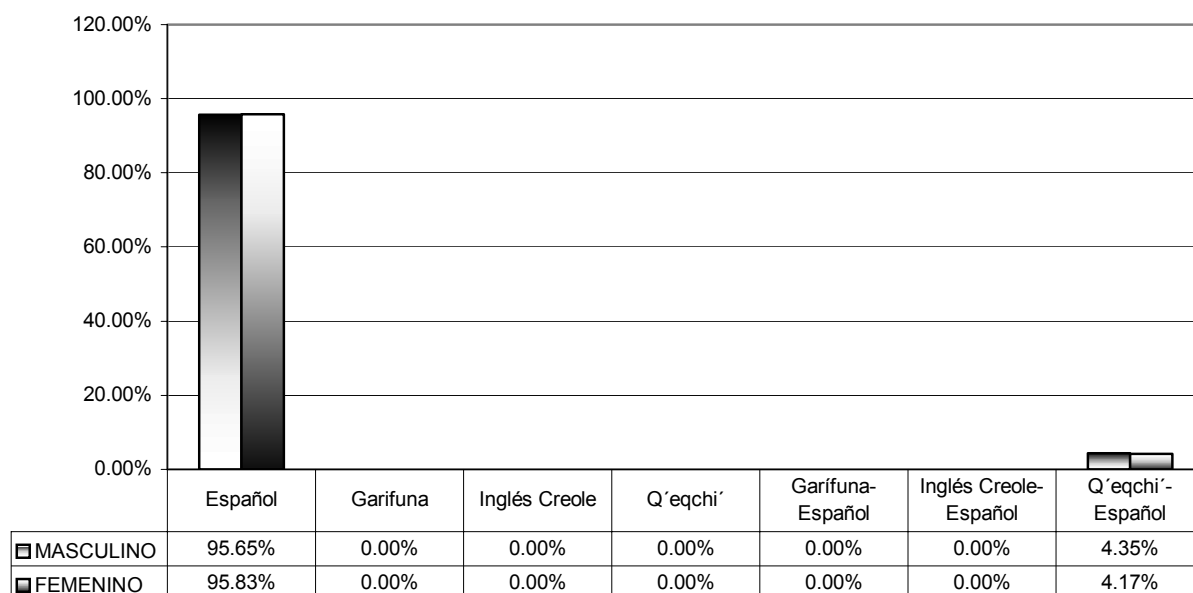 120.00%
100.00%
80.00%
60.00%
40.00%
20.00%
0.00%
Español Garifuna Inglés Creole Q´eqchi´ Garífuna-Español Inglés Creole-Español Q´eqchi´-Español
MASCULINO 95.65% 0.00% 0.00% 0.00% 0.00% 0.00% 4.35%
FEMENINO 95.83% 0.00% 0.00% 0.00% 0.00% 0.00% 4.17%